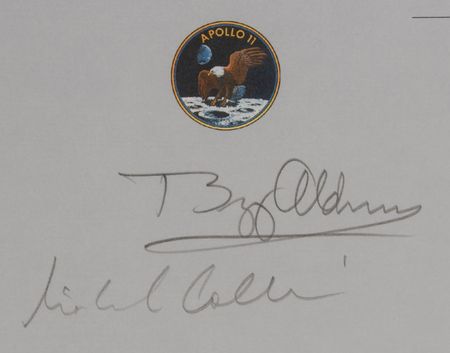 APOLLO 11
Buzz Aldrin
Michael Collins